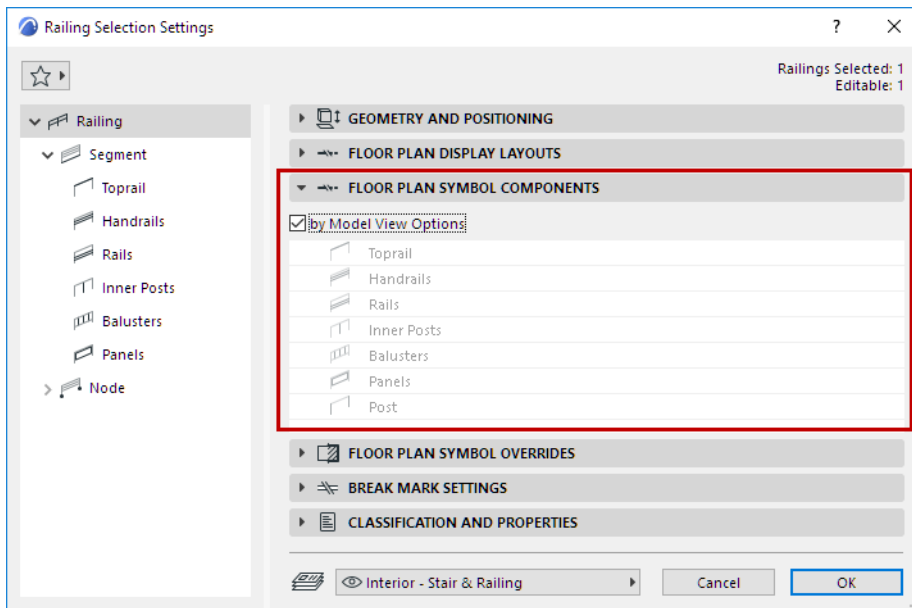 Railing Selection Settings
?
Railings Selected: 1
Editable: 1
Railing
Segment
Toprail
Handrails
Rails
Inner Posts
Balusters
Panels
Node
GEOMETRY AND POSITIONING
FLOOR PLAN DISPLAY LAYOUTS
FLOOR PLAN SYMBOL COMPONENTS
by Model View Options
Toprail
Handrails
Rails
Inner Posts
Balusters
Panels
Post
FLOOR PLAN SYMBOL OVERRIDES
BREAK MARK SETTINGS
CLASSIFICATION AND PROPERTIES
Interior - Stair & Railing
Cancel
OK